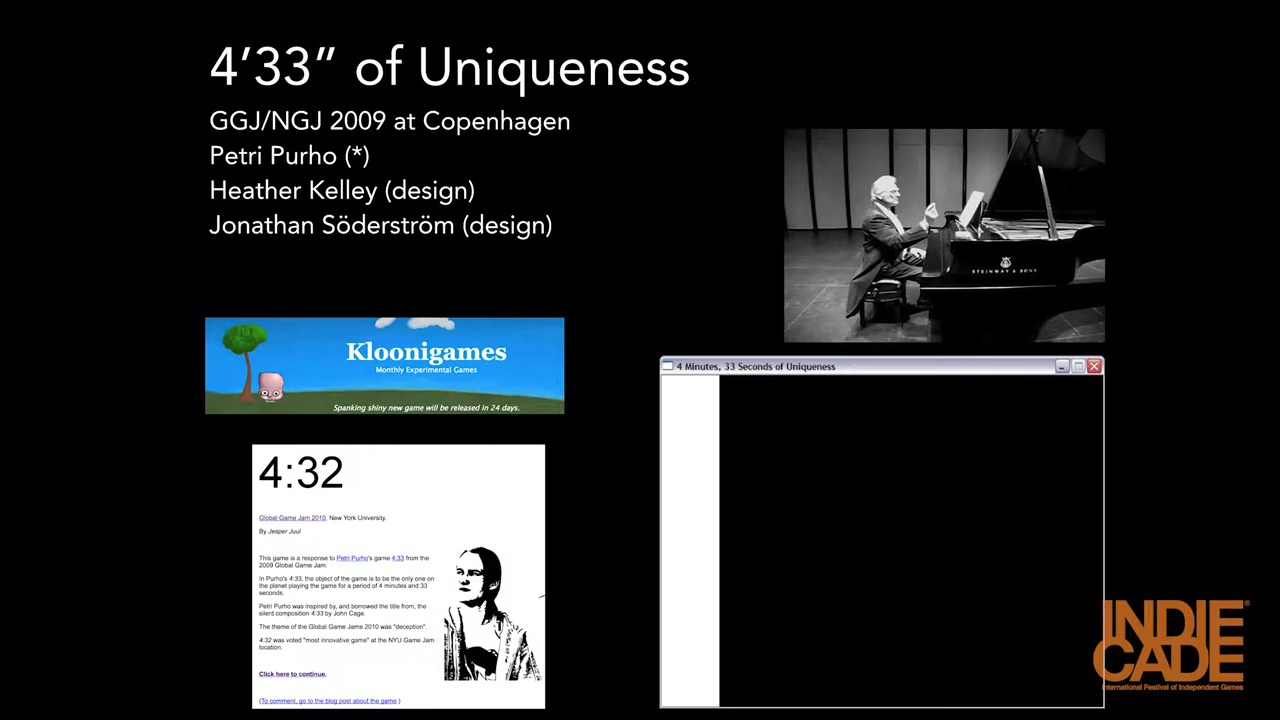 4’33” of Uniqueness
GGJ/NGJ 2009 at Copenhagen
Petri Purho (*)
Heather Kelley (design)
Jonathan Söderström (design)
STEINWAY & SONS
Kloonigames
Monthly Experimental Games
Spanking shiny new game will be released in 24 days.
4 Minutes, 33 Seconds of Uniqueness
4:32
Global Game Jam 2010, New York University.
By Jesper Juul
This game is a response to Petri Purho's game 4:33 from the
2009 Global Game Jam.
In Purho's 4:33, the object of the game is to be the only one on
the planet playing the game for a period of 4 minutes and 33
seconds.
Petri Purho was inspired by, and borrowed the title from, the
silent composition 4:33 by John Cage.
The theme of the Global Game Jame 2010 was "deception".
4:32 was voted "most innovative game" at the NYU Game Jam
location.
Click here to continue.
(To comment, go to the blog post about the game.)
INDIE
CADE
International Festival of Independent Games